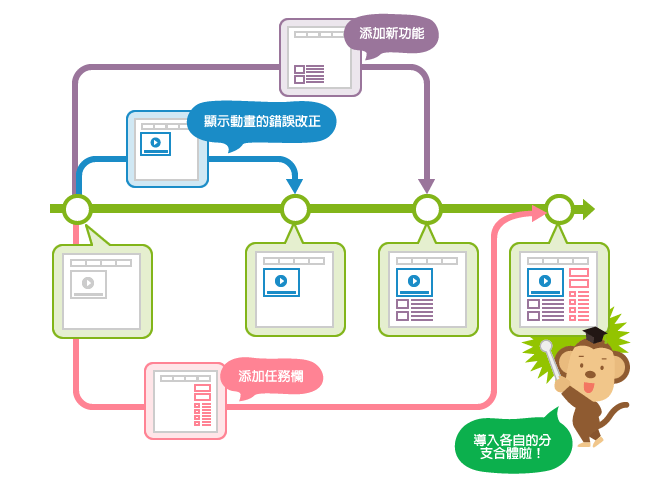 添加新功能
顯示動畫的錯誤改正
添加任務欄
導入各自的分
支合體啦！